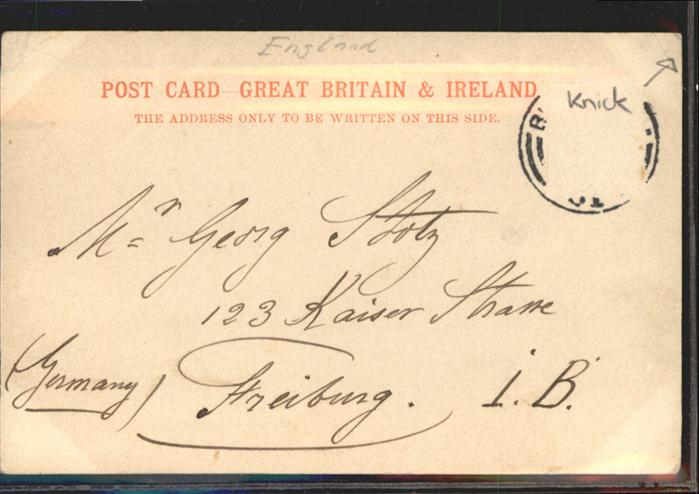 England
POST CARD — GREAT BRITAIN & IRELAND
Knick
THE ADDRESS ONLY TO BE WRITTEN ON THIS SIDE.
Mr Georg Stotz
123 Kaiser Strasse
(Germany) Freiburg. i. B.